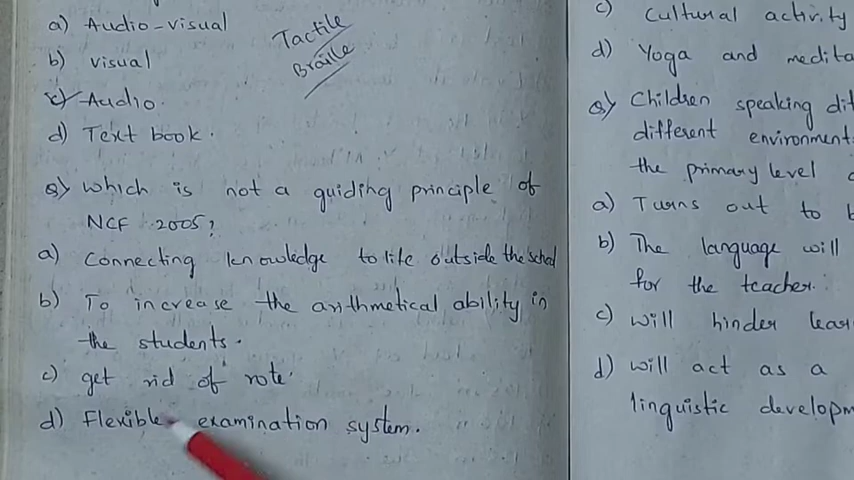 a) Audio-visual
b) visual
c) Audio.
d) Text book.
Tactile
Braille
Q) which is not a guiding principle of
NCF 2005?
a) Connecting knowledge to life outside the school
b) To increase the arithmetical ability in
the students.
c) get rid of rote.
d) Flexible examination system.
c) Cultural activity
d) Yoga and
Q) Children speaking
different environment
the primary level
a) Turns out to
b) The language will
for the teacher.
c) will hinder
d) will act as a
linguistic